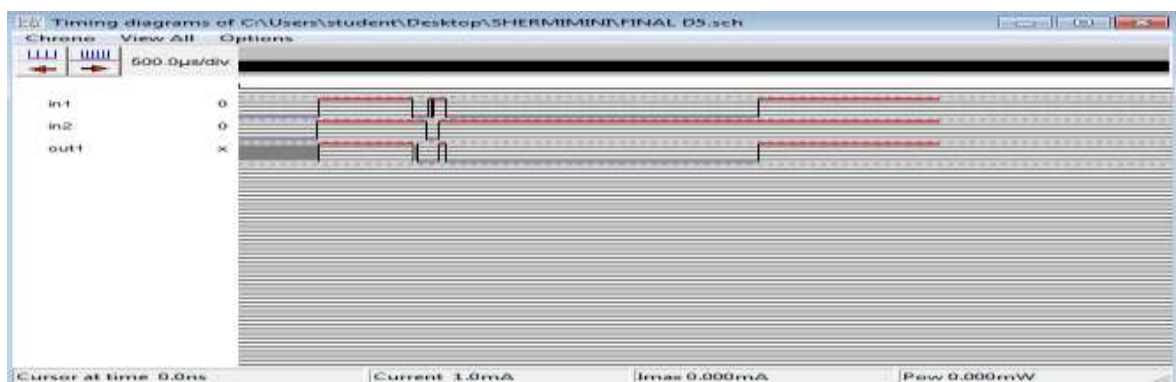 Timing diagrams of C:\Users\student\Desktop\SHERMIMINI\FINAL D5.sch
Chrono View All Options
500.0µs/div
in1 0
in2 0
out1 x
Cursor at time 0.0ns Current 1.0mA Imax 0.000mA Pow 0.000mW